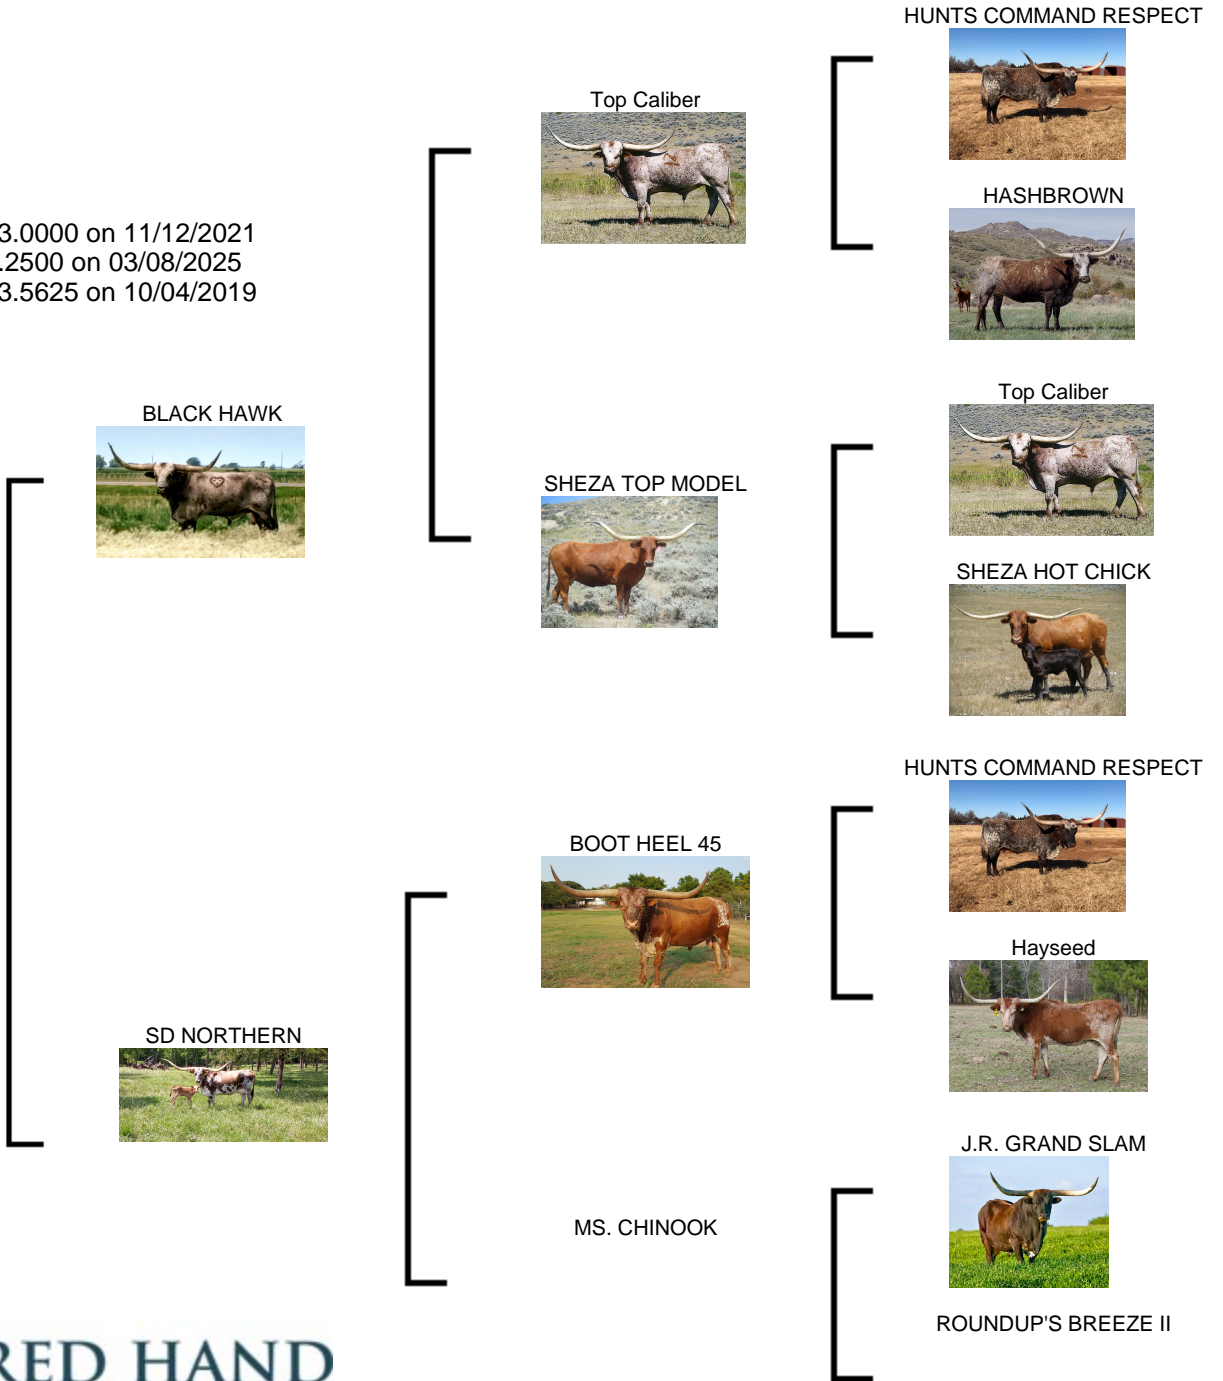 HUNTS COMMAND RESPECT
Top Caliber
HASHBROWN
3.0000 on 11/12/2021
.2500 on 03/08/2025
3.5625 on 10/04/2019
Top Caliber
BLACK HAWK
SHEZA TOP MODEL
SHEZA HOT CHICK
HUNTS COMMAND RESPECT
BOOT HEEL 45
Hayseed
SD NORTHERN
J.R. GRAND SLAM
MS. CHINOOK
ROUNDUP'S BREEZE II
RED HAND